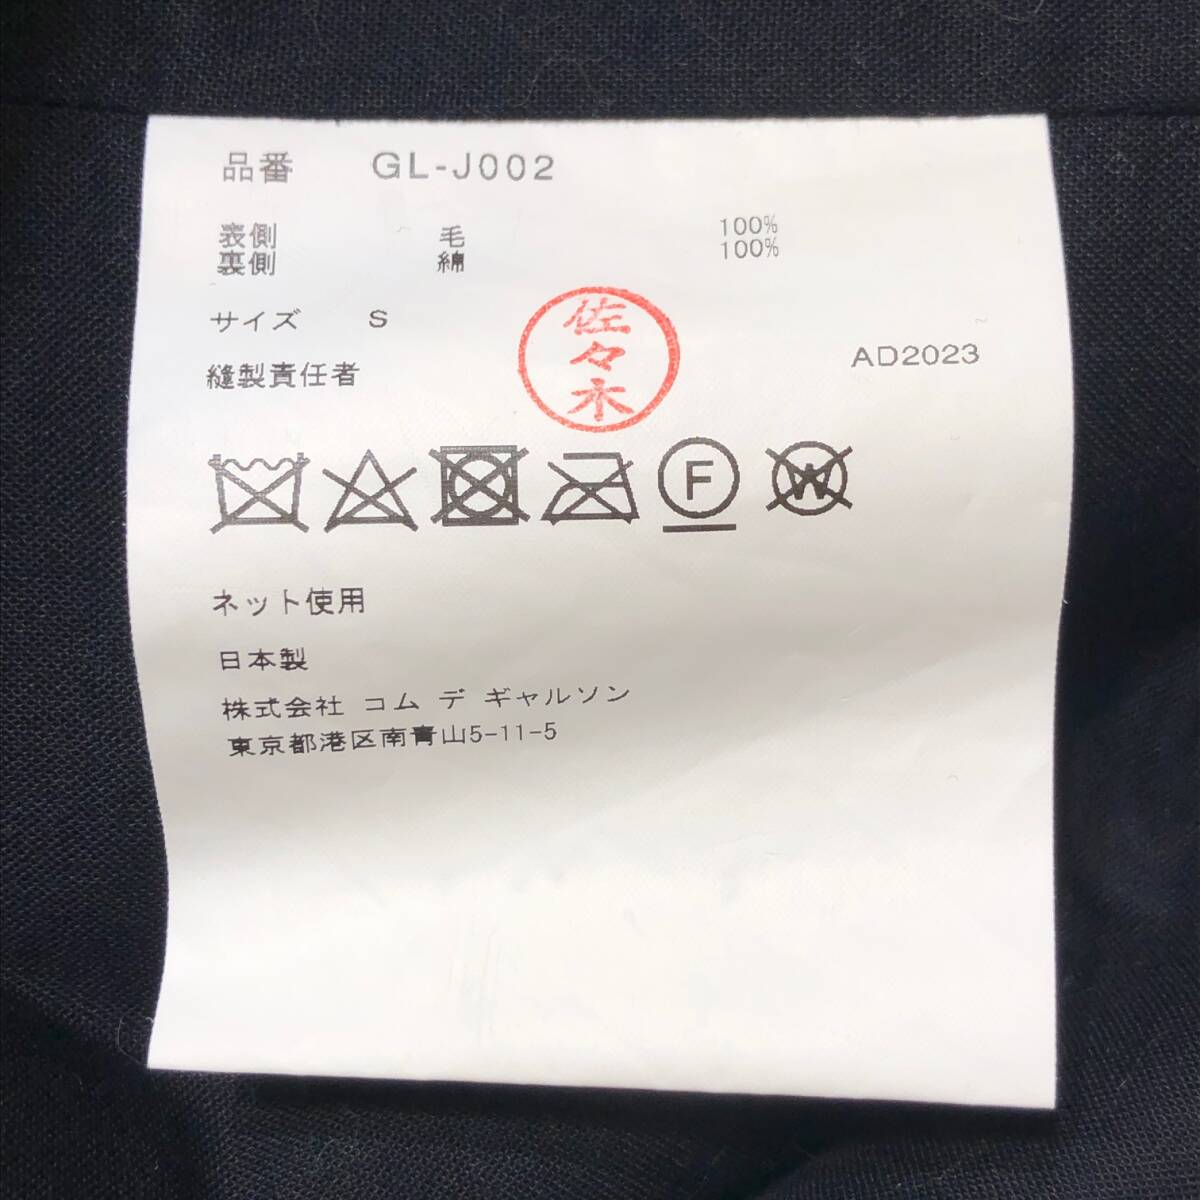 品番 GL-J002
表側 毛 100%
裏側 綿 100%
サイズ S
佐々木
縫製責任者
AD2023
F W
ネット使用
日本製
株式会社 コム デ ギャルソン
東京都港区南青山5-11-5